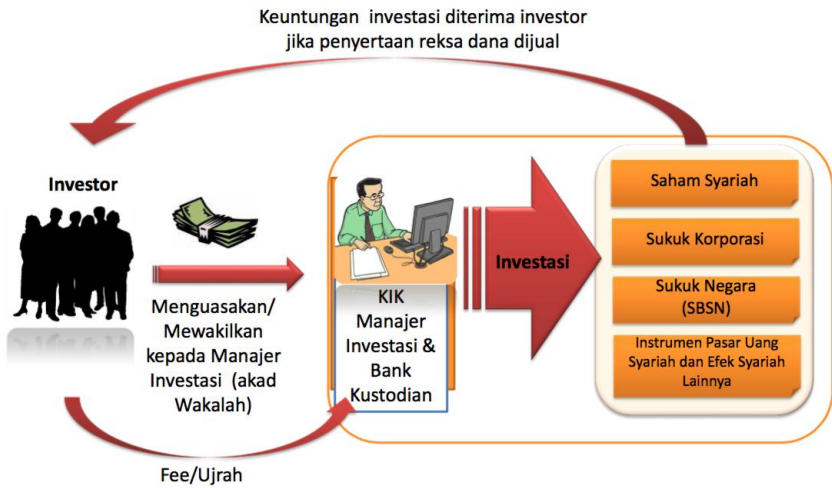 Keuntungan investasi diterima investor
jika penyertaan reksa dana dijual
Investor
Menguasakan/
Mewakilkan
kepada Manajer
Investasi (akad
Wakalah)
Fee/Ujrah
KIK
Manajer
Investasi &
Bank
Kustodian
Investasi
Saham Syariah
Sukuk Korporasi
Sukuk Negara
(SBSN)
Instrumen Pasar Uang
Syariah dan Efek Syariah
Lainnya